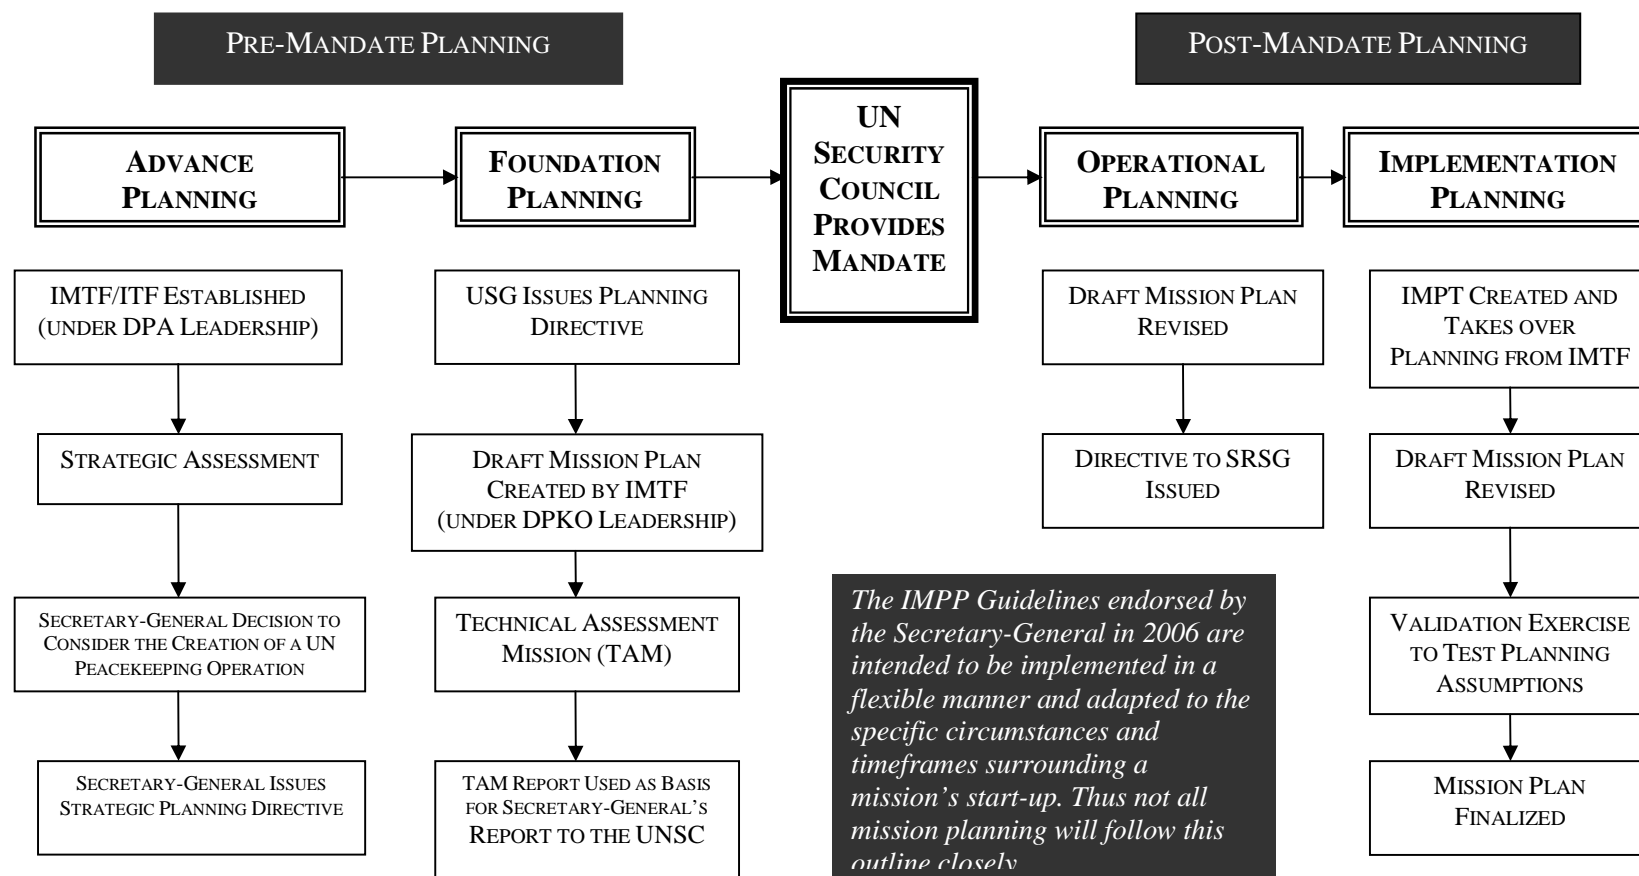 PRE-MANDATE PLANNING
POST-MANDATE PLANNING
ADVANCE
PLANNING
FOUNDATION
PLANNING
UN
SECURITY
COUNCIL
PROVIDES
MANDATE
OPERATIONAL
PLANNING
IMPLEMENTATION
PLANNING
IMTF/ITF ESTABLISHED
(UNDER DPA LEADERSHIP)
STRATEGIC ASSESSMENT
SECRETARY-GENERAL DECISION TO
CONSIDER THE CREATION OF A UN
PEACEKEEPING OPERATION
SECRETARY-GENERAL ISSUES
STRATEGIC PLANNING DIRECTIVE
USG ISSUES PLANNING
DIRECTIVE
DRAFT MISSION PLAN
CREATED BY IMTF
(UNDER DPKO LEADERSHIP)
TECHNICAL ASSESSMENT
MISSION (TAM)
TAM REPORT USED AS BASIS
FOR SECRETARY-GENERAL'S
REPORT TO THE UNSC
DRAFT MISSION PLAN
REVISED
DIRECTIVE TO SRSG
ISSUED
The IMPP Guidelines endorsed by
the Secretary-General in 2006 are
intended to be implemented in a
flexible manner and adapted to the
specific circumstances and
timeframes surrounding a
mission's start-up. Thus not all
mission planning will follow this
outline closely
IMPT CREATED AND
TAKES OVER
PLANNING FROM IMTF
DRAFT MISSION PLAN
REVISED
VALIDATION EXERCISE
TO TEST PLANNING
ASSUMPTIONS
MISSION PLAN
FINALIZED